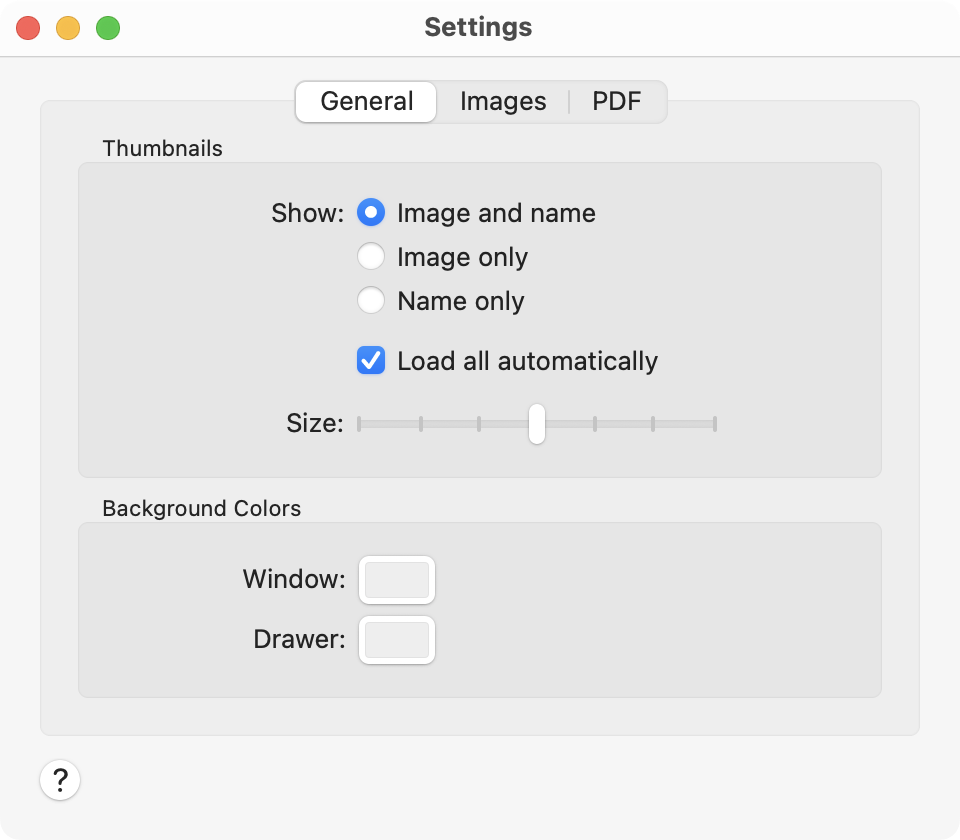 Settings
General Images PDF
Thumbnails
Show: Image and name
Image only
Name only
Load all automatically
Size:
Background Colors
Window:
Drawer:
?